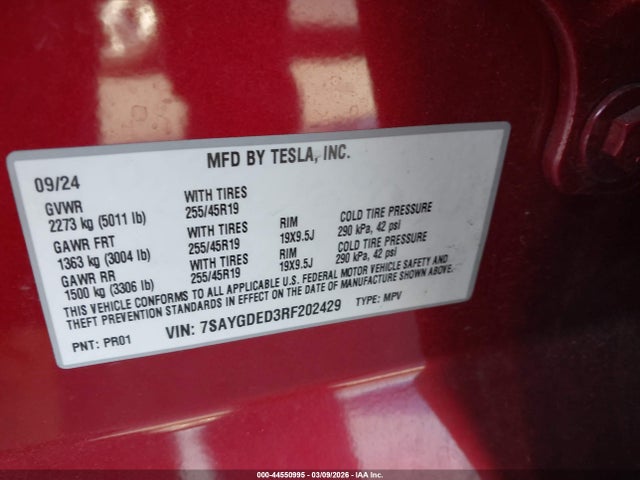 MFD BY TESLA, INC.
09/24
GVWR WITH TIRES
2273 kg (5011 lb) 255/45R19
GAWR FRT WITH TIRES RIM COLD TIRE PRESSURE
1363 kg (3004 lb) 255/45R19 19X9.5J 290 kPa, 42 psi
GAWR RR WITH TIRES RIM COLD TIRE PRESSURE
1500 kg (3306 lb) 255/45R19 19X9.5J 290 kPa, 42 psi
THIS VEHICLE CONFORMS TO ALL APPLICABLE U.S. FEDERAL MOTOR VEHICLE SAFETY AND
THEFT PREVENTION STANDARDS IN EFFECT ON THE DATE OF MANUFACTURE SHOWN ABOVE.
VIN: 7SAYGDED3RF202429 TYPE: MPV
PNT: PR01
000-44550995 - 03/09/2026 - IAA Inc.